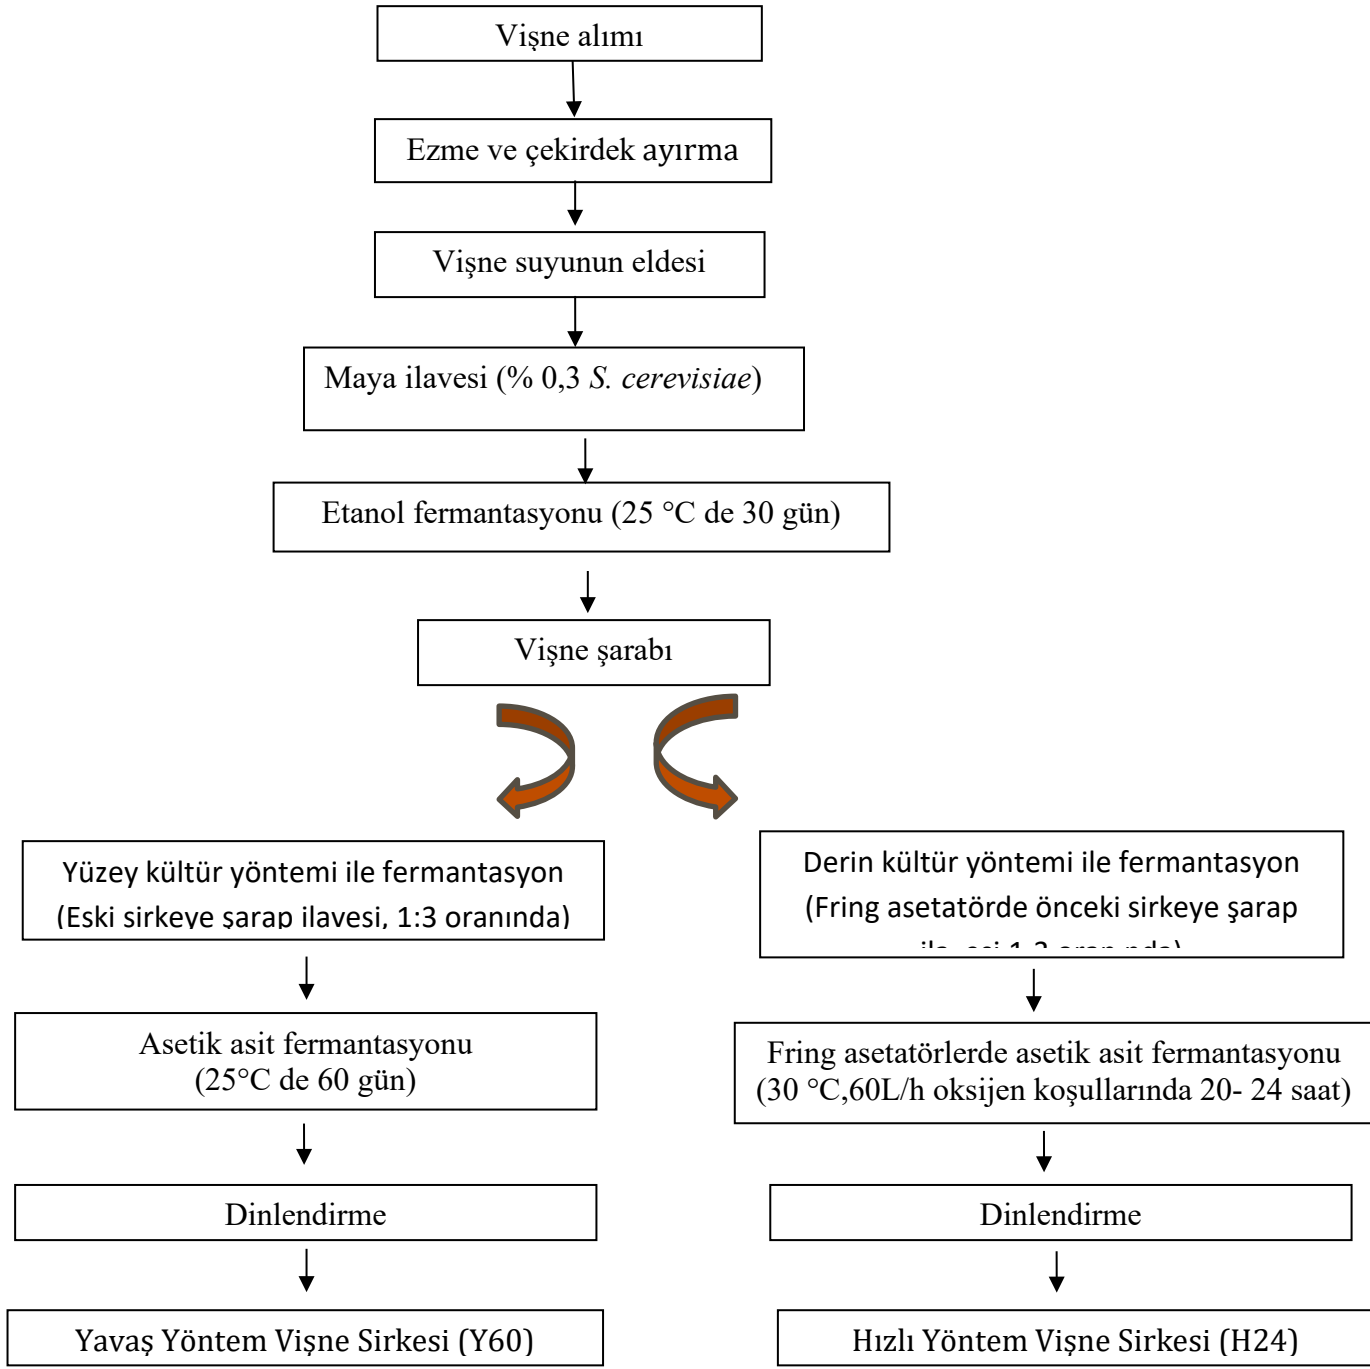 Vişne alımı
Ezme ve çekirdek ayırma
Vişne suyunun eldesi
Maya ilavesi (% 0,3 S. cerevisiae)
Etanol fermantasyonu (25 °C de 30 gün)
Vişne şarabı
Yüzey kültür yöntemi ile fermantasyon
(Eski sirkeye şarap ilavesi, 1:3 oranında)
Asetik asit fermantasyonu
(25°C de 60 gün)
Dinlendirme
Yavaş Yöntem Vişne Sirkesi (Y60)
Derin kültür yöntemi ile fermantasyon
(Fring asetatörde önceki sirkeye şarap
Fring asetatörlerde asetik asit fermantasyonu
(30 °C,60L/h oksijen koşullarında 20- 24 saat)
Dinlendirme
Hızlı Yöntem Vişne Sirkesi (H24)